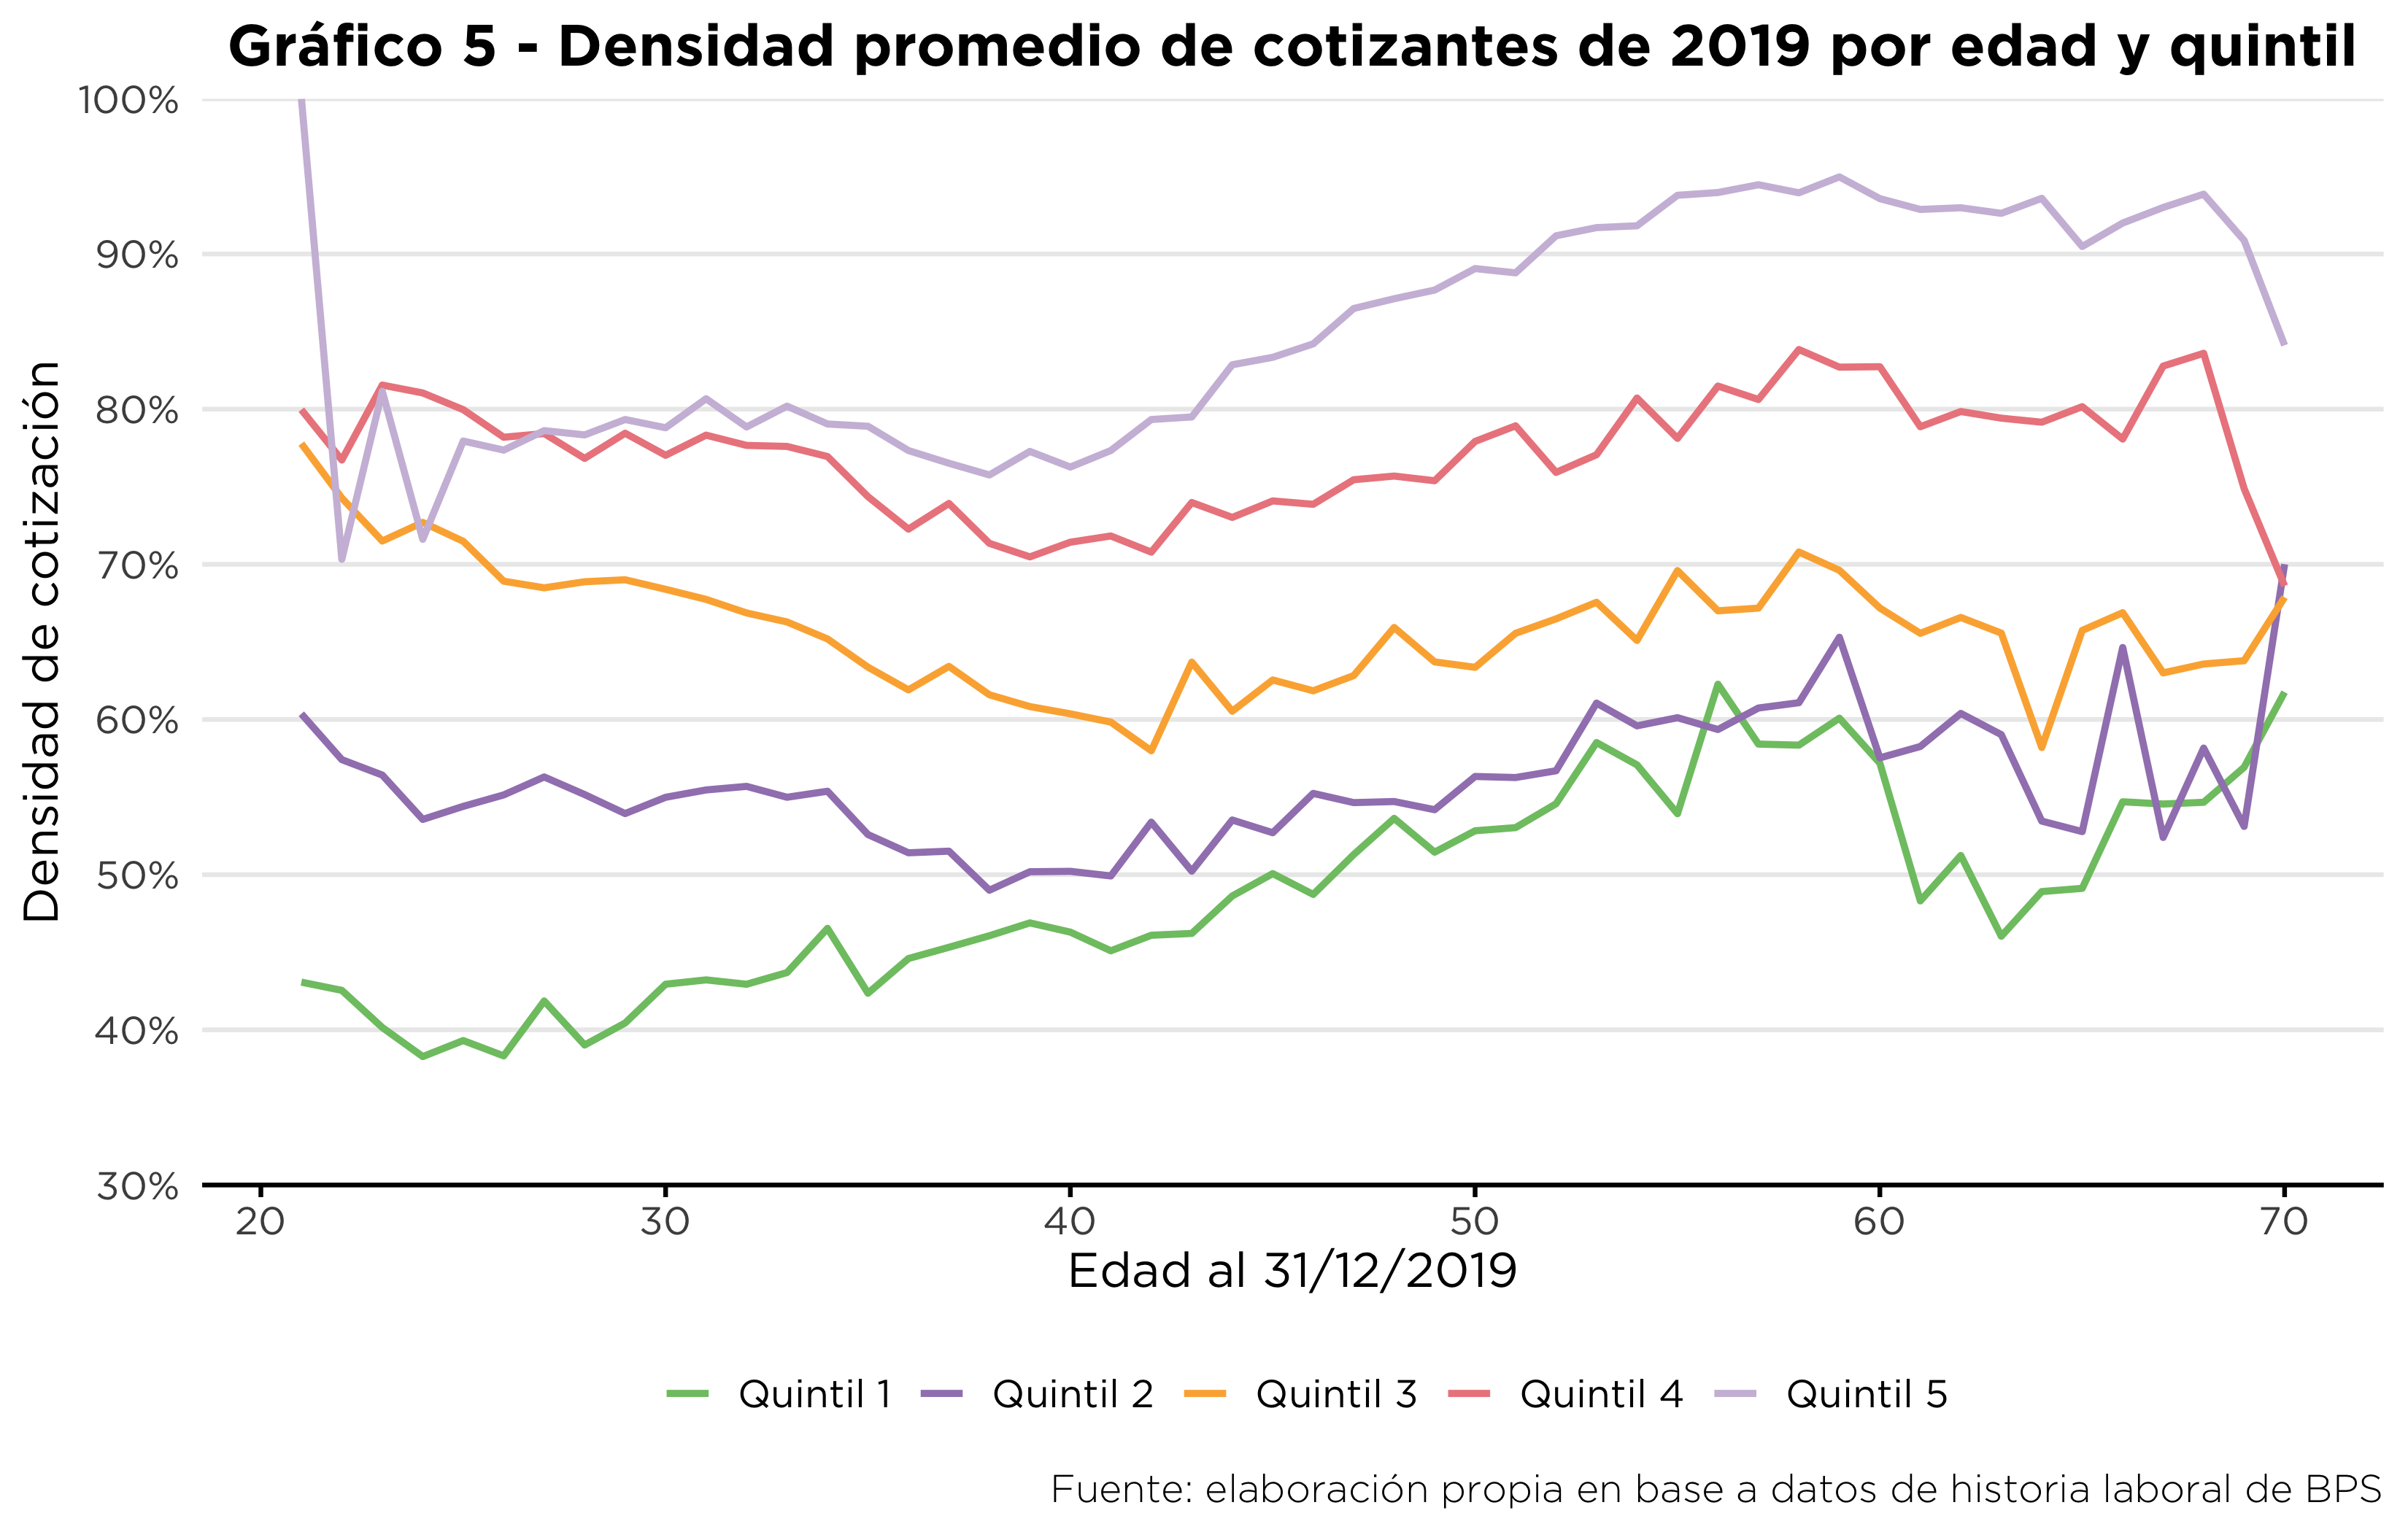 Gráfico 5 - Densidad promedio de cotizantes de 2019 por edad y quintil
100%
90%
80%
70%
60%
50%
40%
30%
Densidad de cotización
20 30 40 50 60 70
Edad al 31/12/2019
Quintil 1 Quintil 2 Quintil 3 Quintil 4 Quintil 5
Fuente: elaboración propia en base a datos de historia laboral de BPS